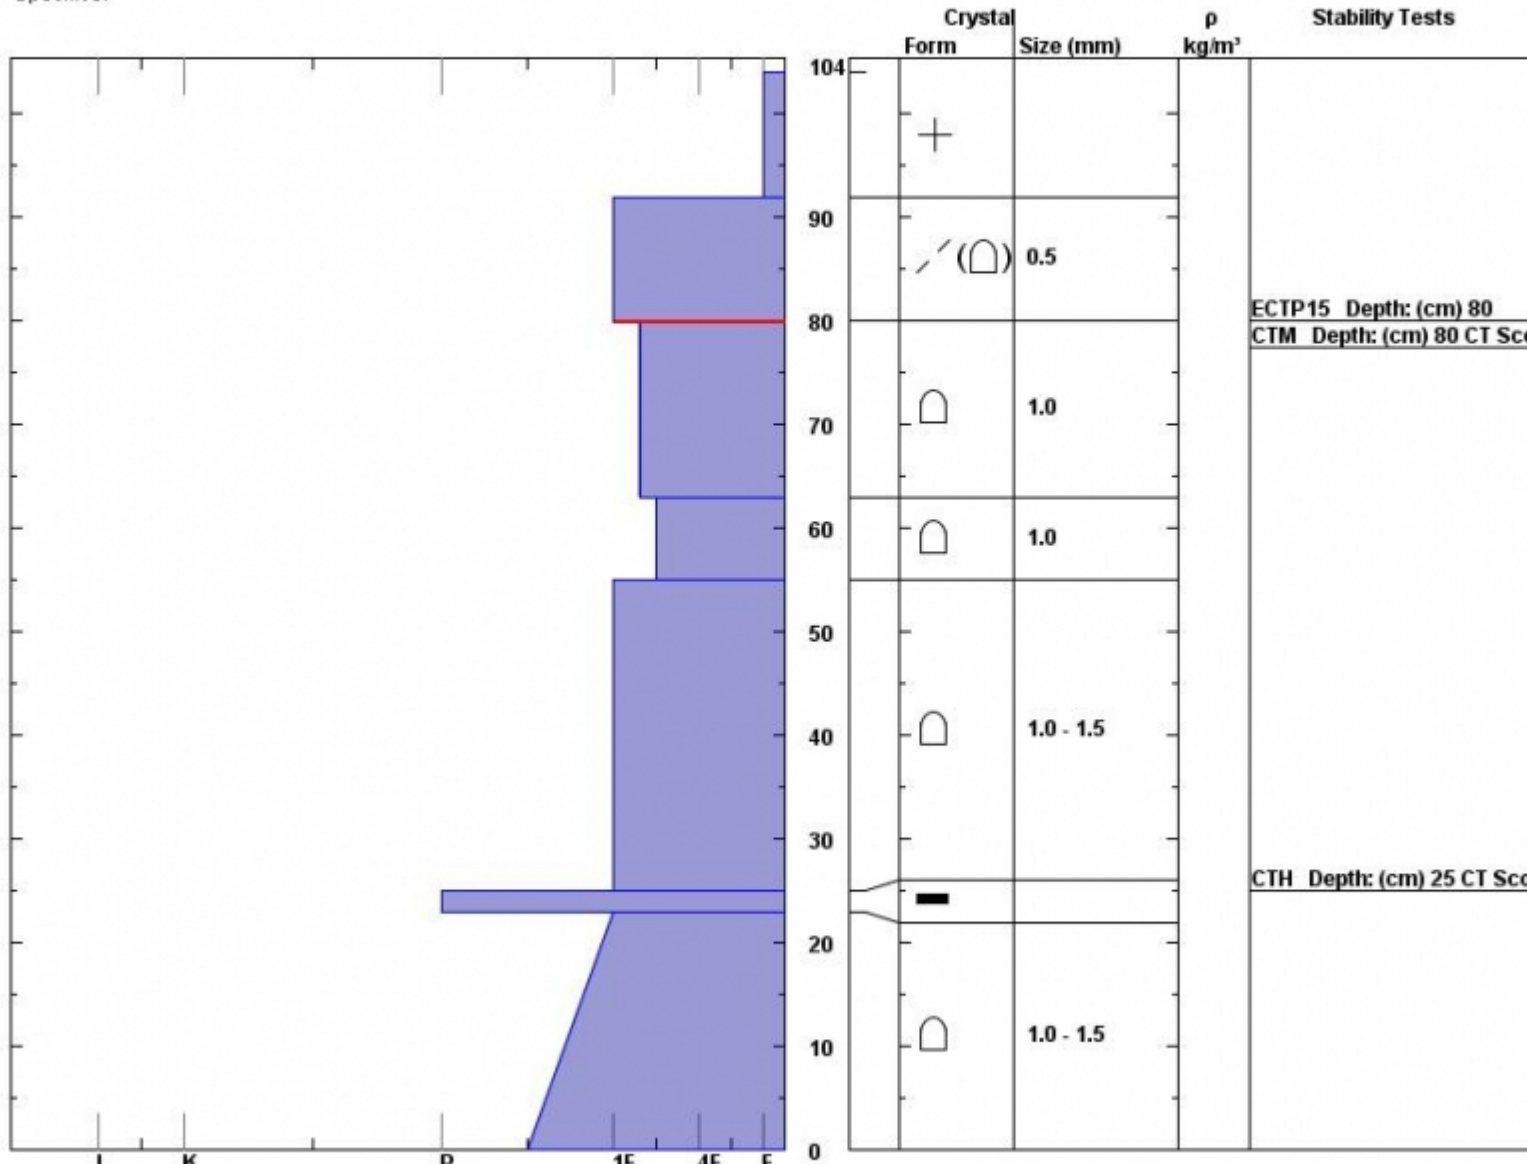 Crystal ρ Stability Tests
Form Size (mm) kg/m³
104
90
0.5
ECTP15 Depth: (cm) 80
80
CTM Depth: (cm) 80 CT
1.0
70
60
1.0
50
40
1.0 - 1.5
30
CTH Depth: (cm) 25 CT
20
10
1.0 - 1.5
0
I K P 1F 4F F